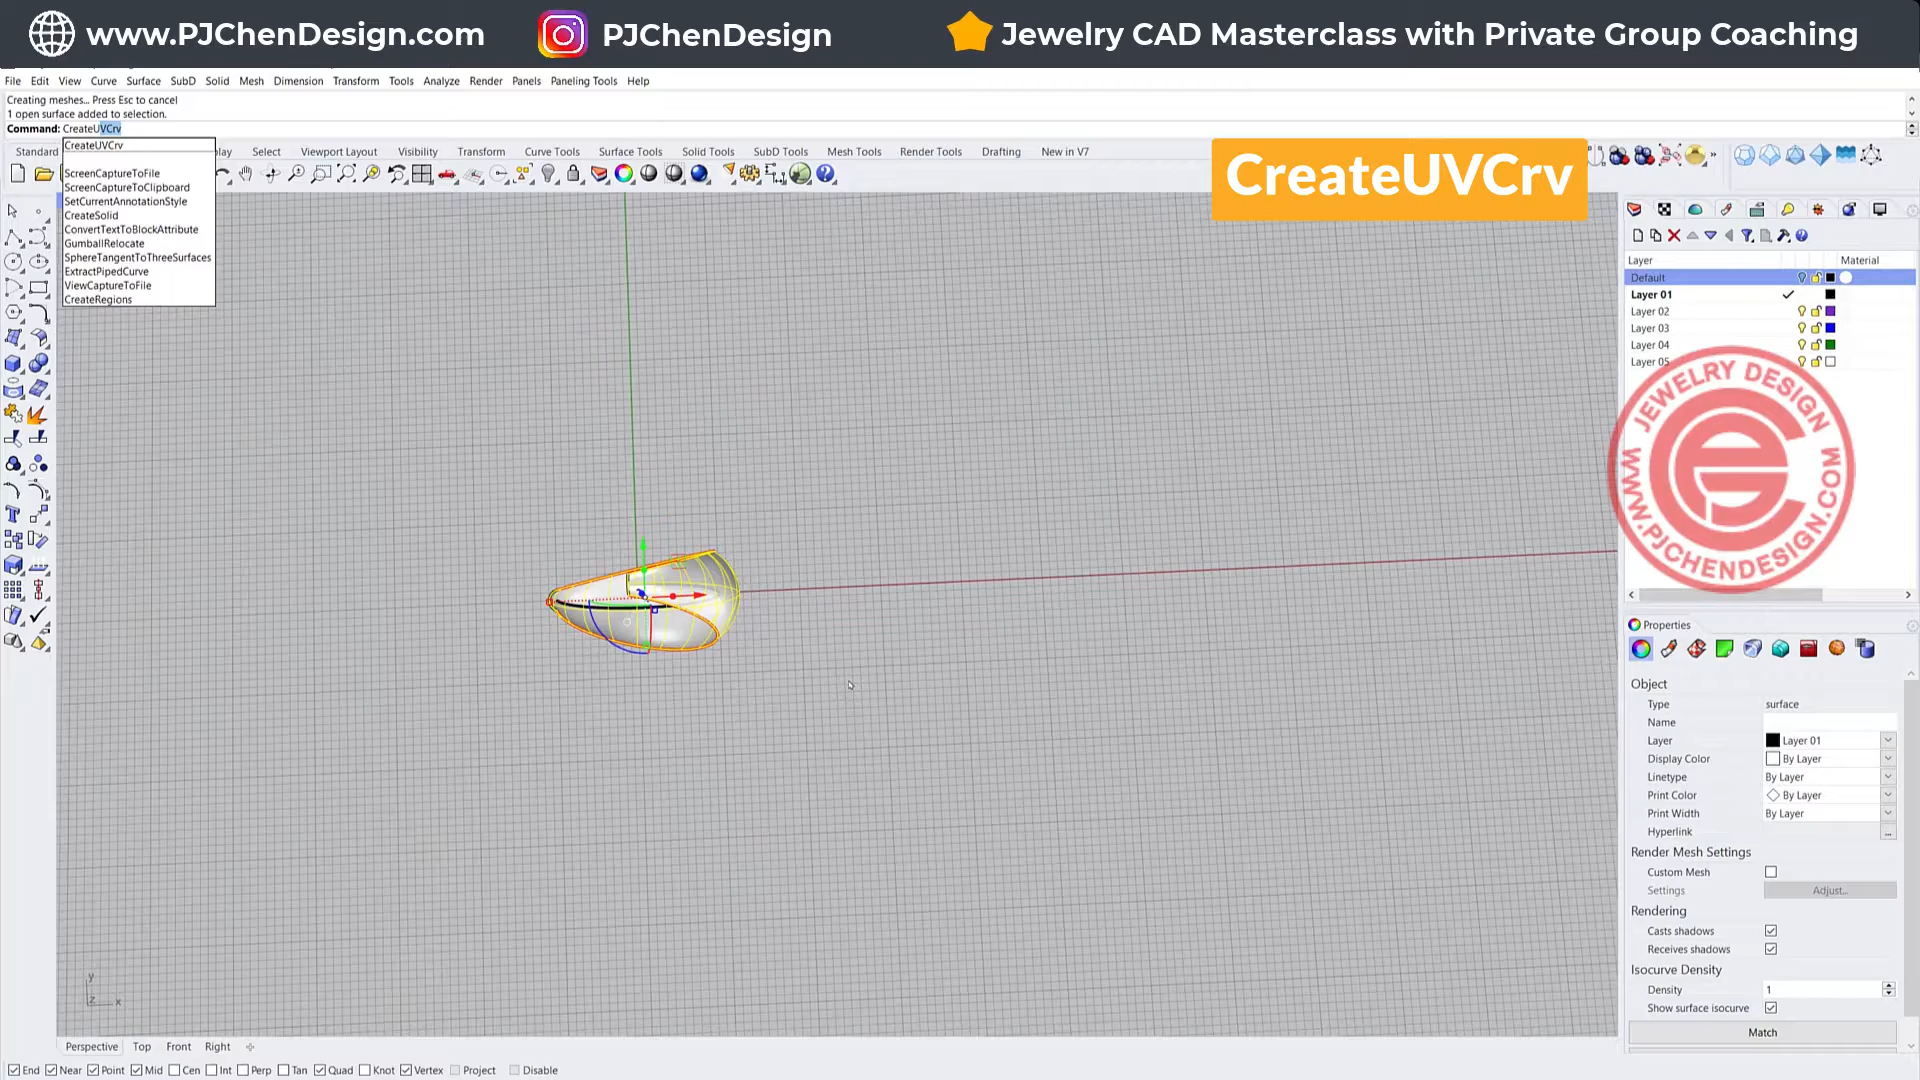 www.PJChenDesign.com PJChenDesign Jewelry CAD Masterclass with Private Group Coaching
File Edit View Curve Surface SubD Solid Mesh Dimension Transform Tools Analyze Render Panels Paneling Tools Help
Creating meshes... Press Esc to cancel
1 open surface added to selection.
Command: CreateUVCrv
CreateUVCrv
ScreenCaptureToFile
ScreenCaptureToClipboard
SetCurrentAnnotationStyle
CreateSolid
ConvertTextToBlockAttribute
GumballRelocate
SphereTangentToThreeSurfaces
ExtractPipedCurve
ViewCaptureToFile
CreateRegions
Standard play Select Viewport Layout Visibility Transform Curve Tools Surface Tools Solid Tools SubD Tools Mesh Tools Render Tools Drafting New in V7
CreateUVCrv
Layer Material
Default
Layer 01
Layer 02
Layer 03
Layer 04
Layer 05
JEWELRY DESIGN
WWW.PJCHENDESIGN.COM
Properties
Object
Type surface
Name
Layer Layer 01
Display Color By Layer
Linetype By Layer
Print Color By Layer
Print Width By Layer
Hyperlink ...
Render Mesh Settings
Custom Mesh
Settings Adjust...
Rendering
Casts shadows
Receives shadows
Isocurve Density
Density 1
Show surface isocurve
Match
y
z x
Perspective Top Front Right
End Near Point Mid Cen Int Perp Tan Quad Knot Vertex Project Disable